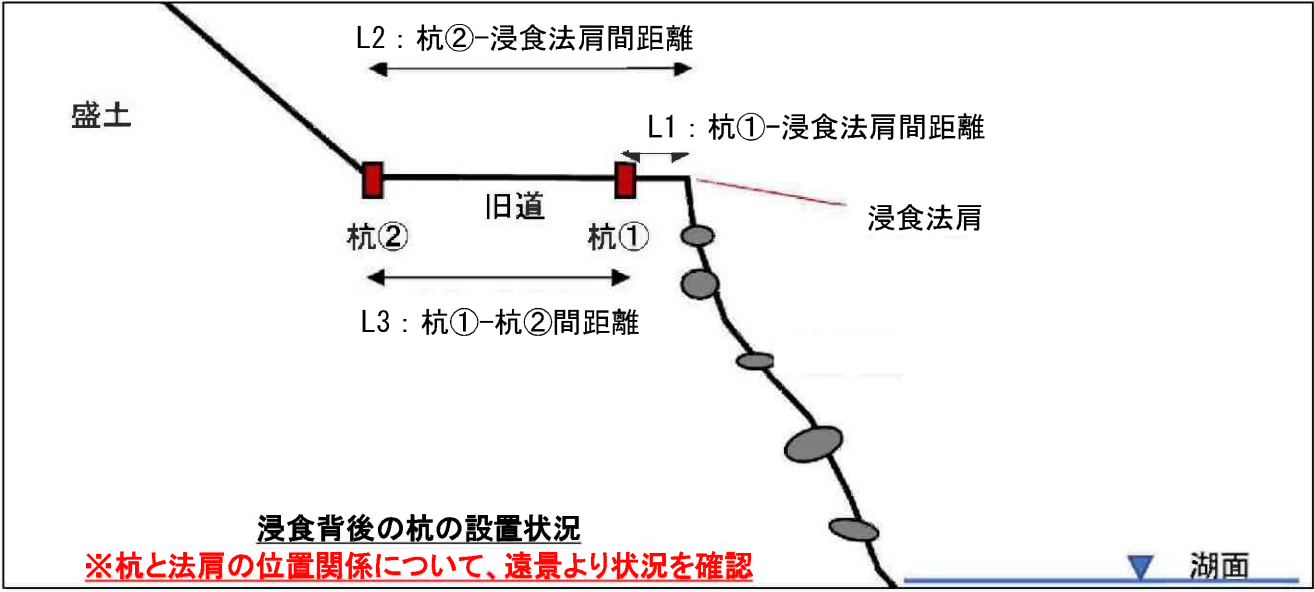 L2：杭②-浸食法肩間距離
盛土
L1：杭①-浸食法肩間距離
旧道
浸食法肩
杭②
杭①
L3：杭①-杭②間距離
浸食背後の杭の設置状況
※杭と法肩の位置関係について、遠景より状況を確認
湖面